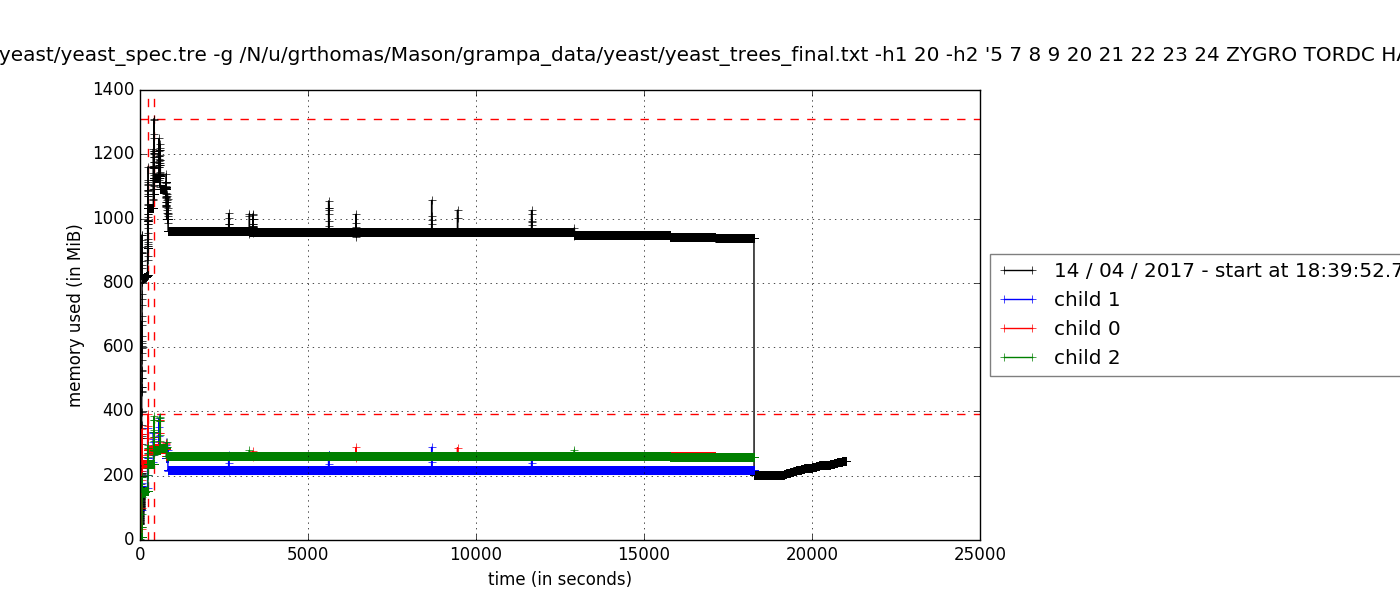 yeast/yeast_spec.tre -g /N/u/grthomas/Mason/grampa_data/yeast/yeast_trees_final.txt -h1 20 -h2 '5 7 8 9 20 21 22 23 24 ZYGRO TORDC HA
1400
1200
1000
800
600
400
200
0
memory used (in MiB)
0 5000 10000 15000 20000 25000
time (in seconds)
14 / 04 / 2017 - start at 18:39:52.7
child 1
child 0
child 2